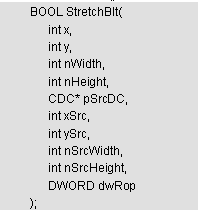 BOOL StretchBlt(
int x,
int y,
int nWidth,
int nHeight,
CDC* pSrcDC,
int xSrc,
int ySrc,
int nSrcWidth,
int nSrcHeight,
DWORD dwRop
);